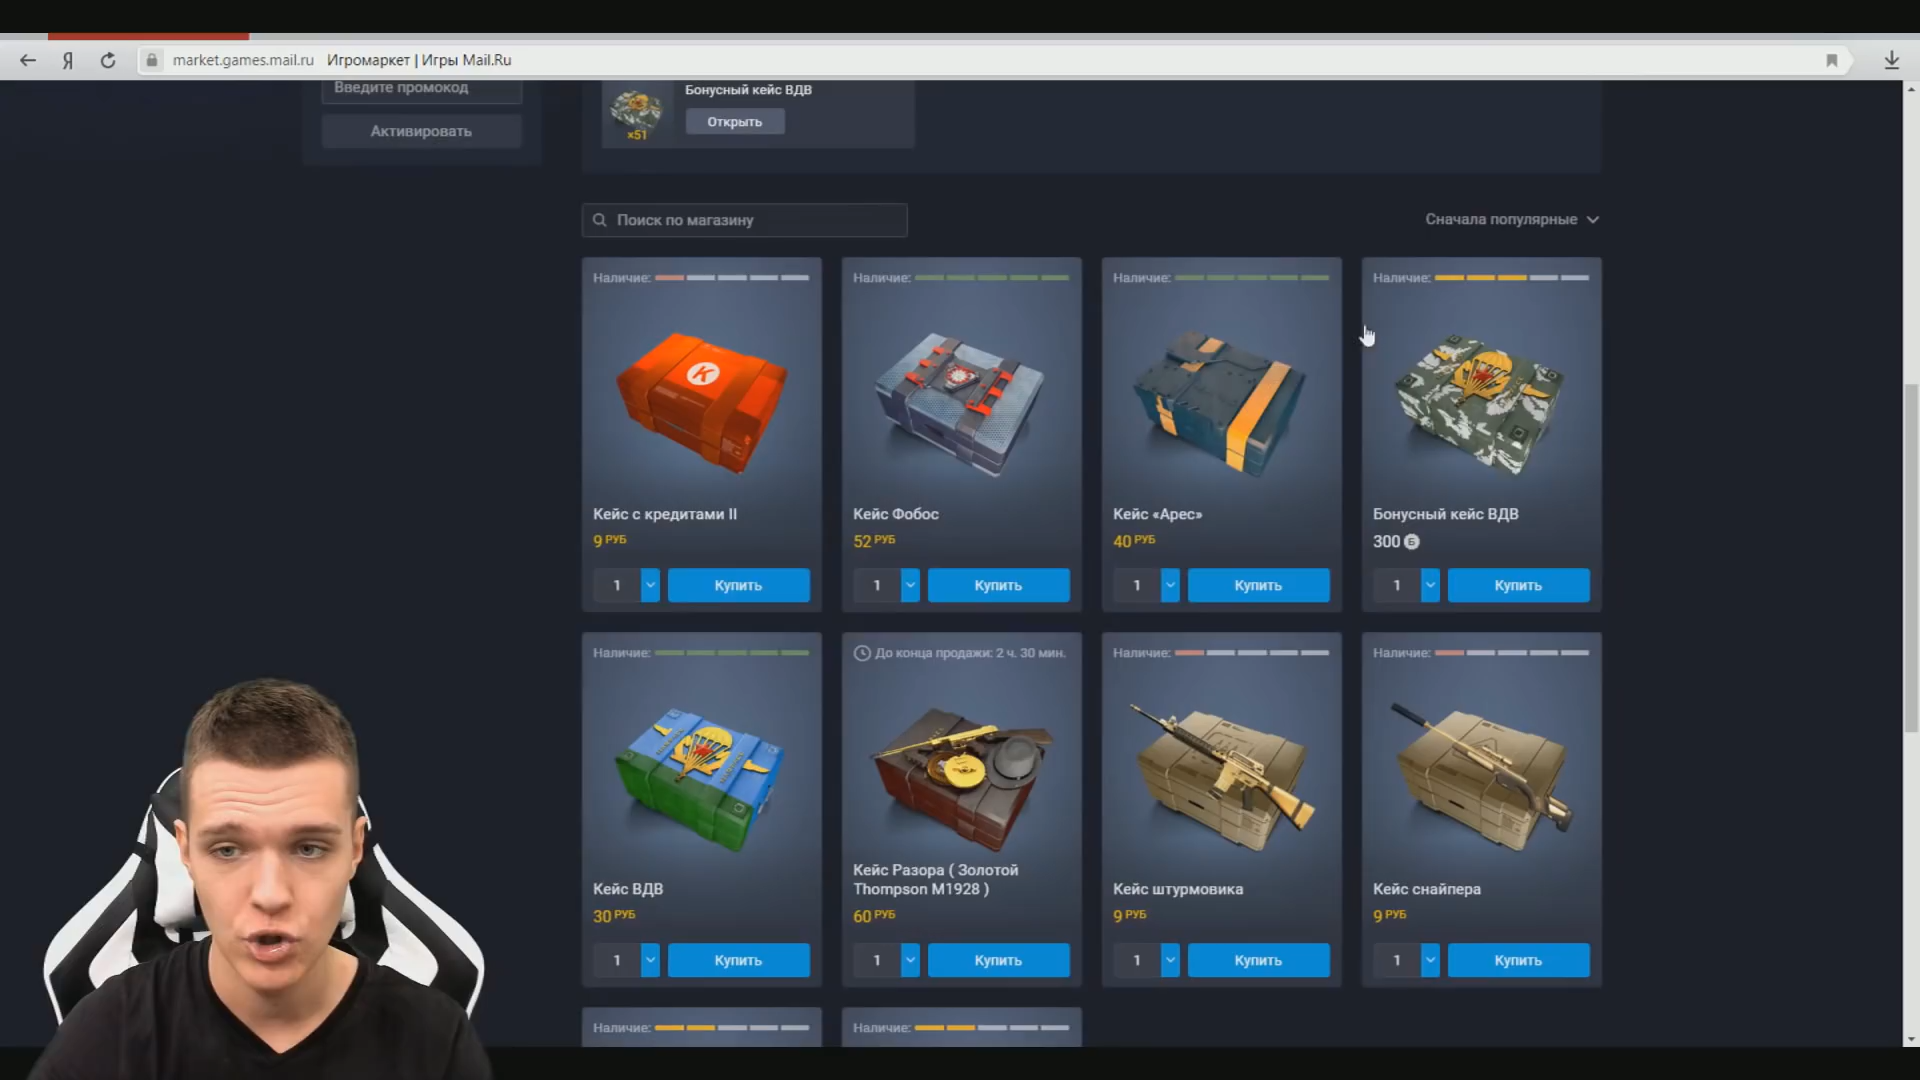 Я
market.games.mail.ru Игромаркет | Игры Mail.Ru
Введите промокод
Активировать
Бонусный кейс ВДВ
×51
Открыть
Поиск по магазину
Сначала популярные
Наличие:
Наличие:
Наличие:
Наличие:
K
Кейс с кредитами II
Кейс Фобос
Кейс «Арес»
Бонусный кейс ВДВ
9 РУБ
52 РУБ
40 РУБ
300 Б
1 Купить
1 Купить
1 Купить
1 Купить
Наличие:
До конца продажи: 2 ч. 30 мин.
Наличие:
Наличие:
Кейс ВДВ
Кейс Разора ( Золотой
Thompson M1928 )
Кейс штурмовика
Кейс снайпера
30 РУБ
60 РУБ
9 РУБ
9 РУБ
1 Купить
1 Купить
1 Купить
1 Купить
Наличие:
Наличие: